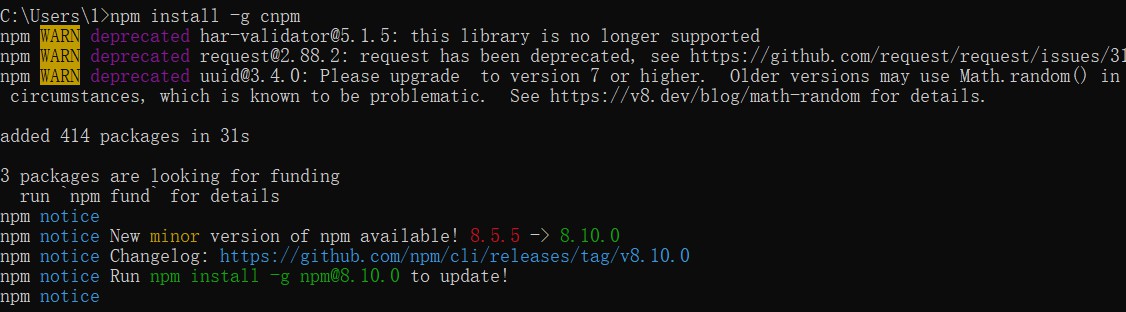 C:\Users\1>npm install -g cnpm
npm WARN deprecated har-validator@5.1.5: this library is no longer supported
npm WARN deprecated request@2.88.2: request has been deprecated, see https://github.com/request/request/issues/31
npm WARN deprecated uuid@3.4.0: Please upgrade  to version 7 or higher.  Older versions may use Math.random() in
 circumstances, which is known to be problematic.  See https://v8.dev/blog/math-random for details.
added 414 packages in 31s
3 packages are looking for funding
  run `npm fund` for details
npm notice
npm notice New minor version of npm available! 8.5.5 -> 8.10.0
npm notice Changelog: https://github.com/npm/cli/releases/tag/v8.10.0
npm notice Run npm install -g npm@8.10.0 to update!
npm notice